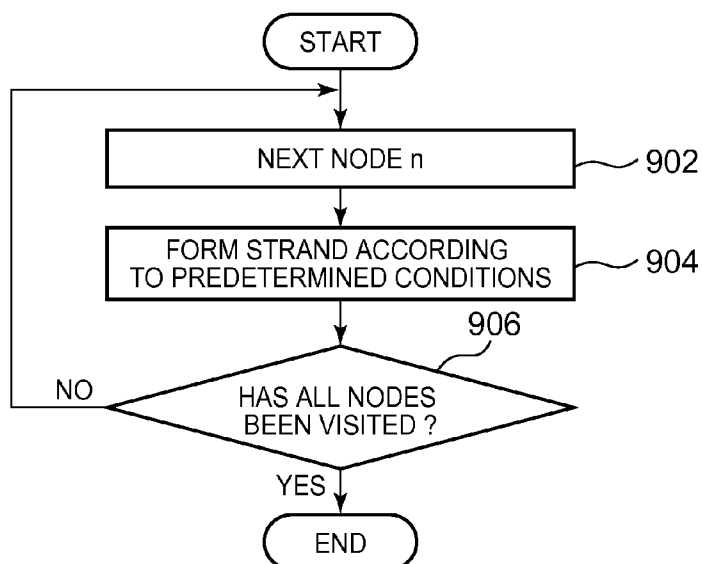 START
NEXT NODE n
902
FORM STRAND ACCORDING
TO PREDETERMINED CONDITIONS
904
906
HAS ALL NODES
BEEN VISITED ?
NO
YES
END